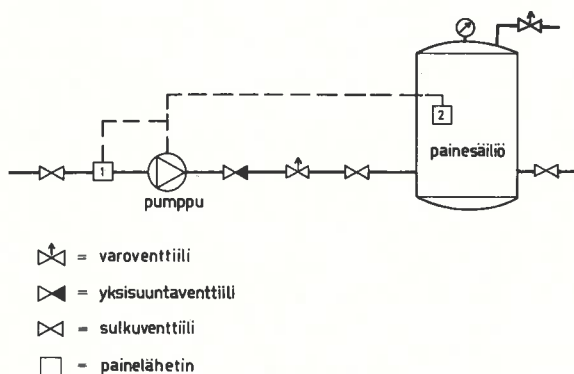 2
painesäiliö
1
pumppu
= varoventtiili
= yksisuuntaventtiili
= sulkuventtiili
= painelähetin